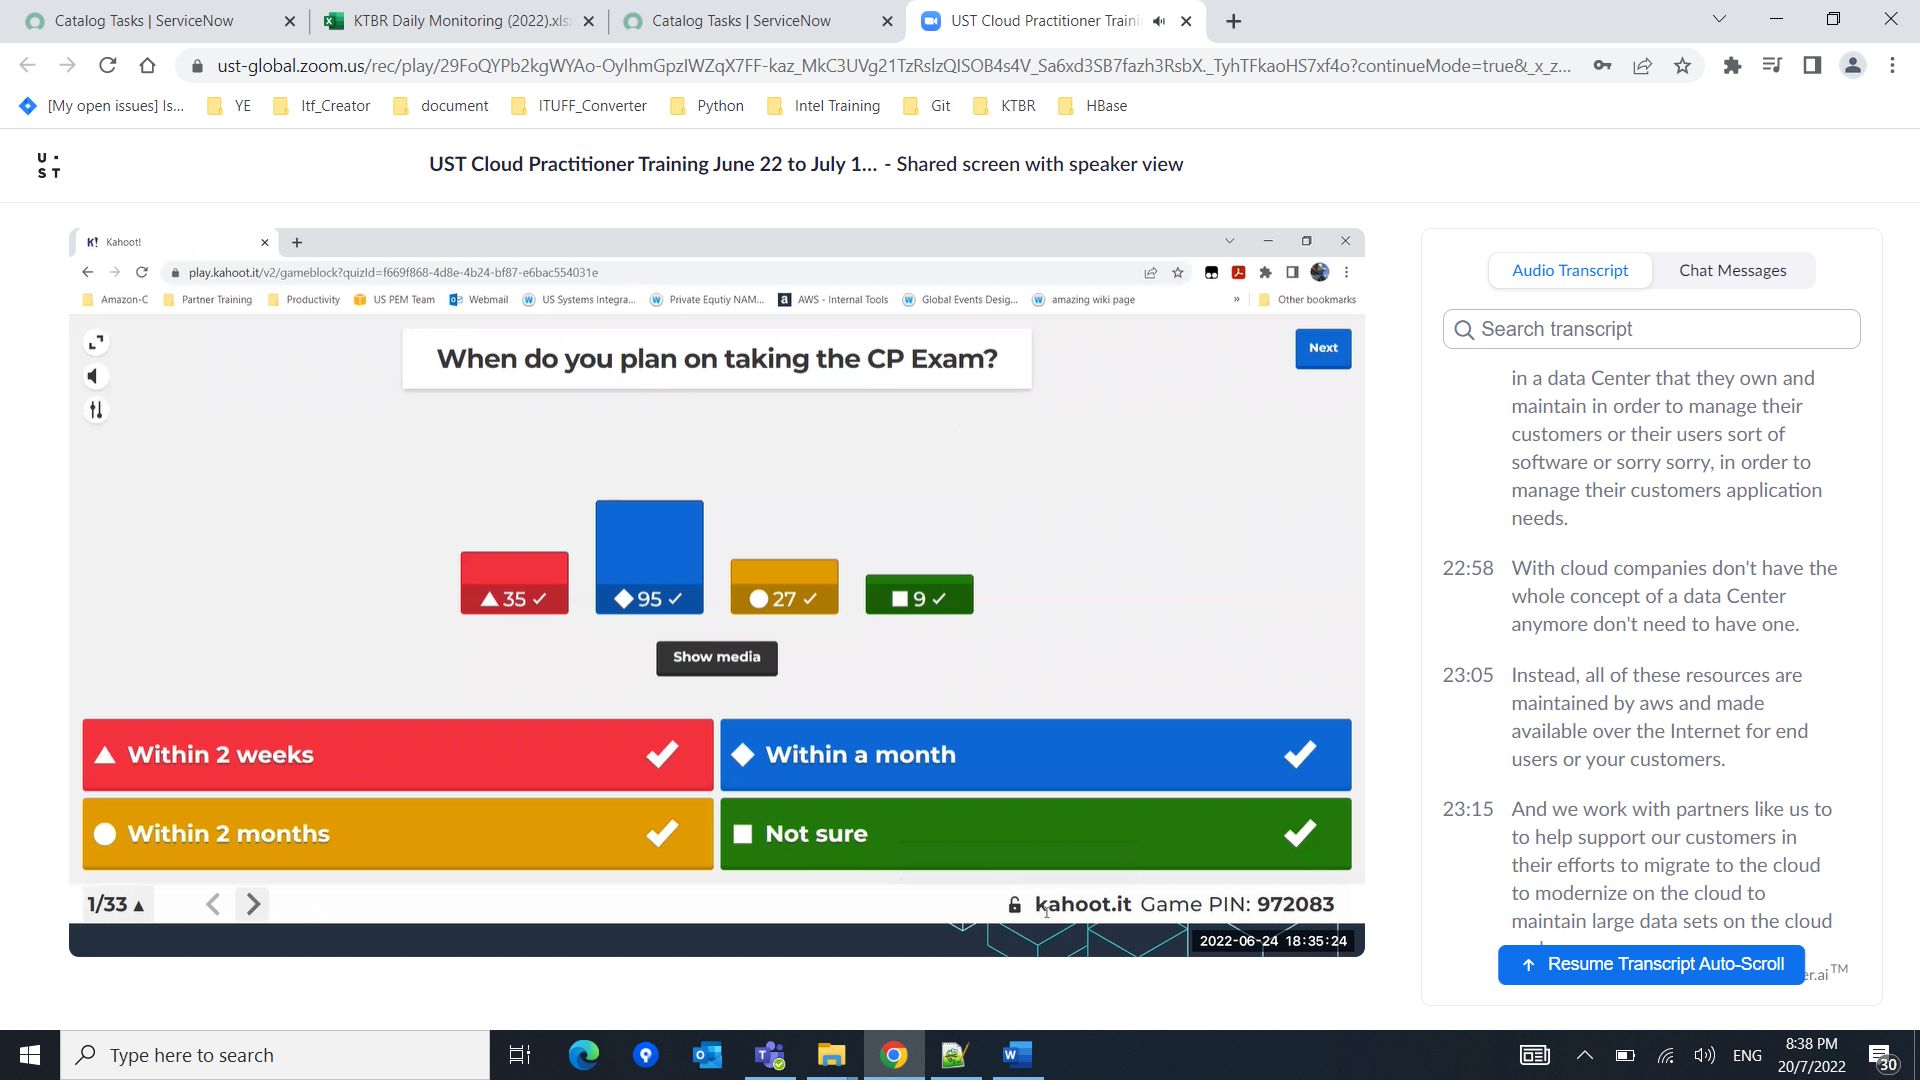 Catalog Tasks | ServiceNow
KTBR Daily Monitoring (2022).xls
Catalog Tasks | ServiceNow
UST Cloud Practitioner Traini
ust-global.zoom.us/rec/play/29FoQYPb2kgWYAo-OyIhmGpzIWZqX7FF-kaz_MkC3UVg21TzRslzQISOB4s4V_Sa6xd3SB7fazh3RsbX._TyhTFkaoHS7xf4o?continueMode=true&_x_z...
[My open issues] Is...
YE
Itf_Creator
document
ITUFF_Converter
Python
Intel Training
Git
KTBR
HBase
U
ST
UST Cloud Practitioner Training June 22 to July 1... - Shared screen with speaker view
K! Kahoot!
play.kahoot.it/v2/gameblock?quizId=f669f868-4d8e-4b24-bf87-e6bac554031e
Amazon-C
Partner Training
Productivity
US PEM Team
Webmail
US Systems Integra...
Private Equtiy NAM...
AWS - Internal Tools
Global Events Desig...
amazing wiki page
»
Other bookmarks
When do you plan on taking the CP Exam?
Next
35
95
27
9
Show media
Within 2 weeks
Within a month
Within 2 months
Not sure
1/33
kahoot.it Game PIN: 972083
2022-06-24 18:35:24
Audio Transcript
Chat Messages
Search transcript
in a data Center that they own and
maintain in order to manage their
customers or their users sort of
software or sorry sorry, in order to
manage their customers application
needs.
22:58 With cloud companies don't have the
whole concept of a data Center
anymore don't need to have one.
23:05 Instead, all of these resources are
maintained by aws and made
available over the Internet for end
users or your customers.
23:15 And we work with partners like us to
to help support our customers in
their efforts to migrate to the cloud
to modernize on the cloud to
maintain large data sets on the cloud
Resume Transcript Auto-Scroll
er.ai™
Type here to search
ENG
8:38 PM
20/7/2022
30